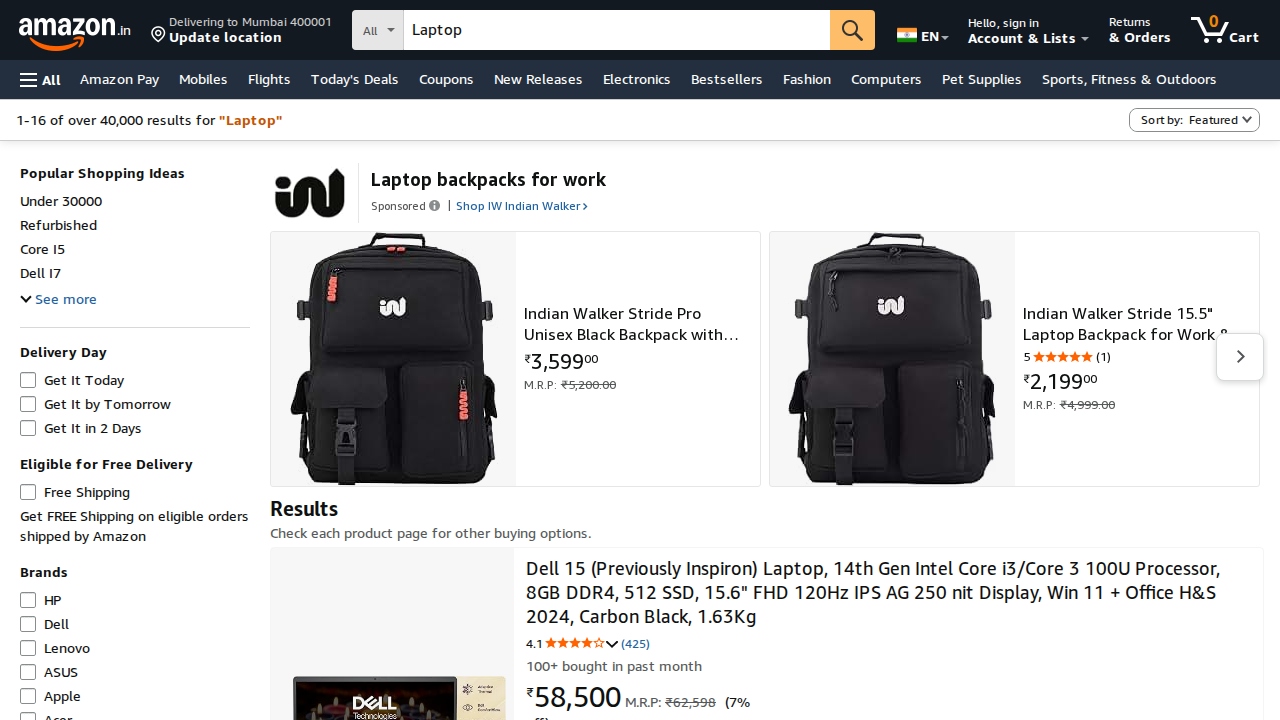 amazon.in
Delivering to Mumbai 400001
Update location
All
Laptop
EN
Hello, sign in
Account & Lists
Returns
& Orders
0
Cart
All
Amazon Pay
Mobiles
Flights
Today's Deals
Coupons
New Releases
Electronics
Bestsellers
Fashion
Computers
Pet Supplies
Sports, Fitness & Outdoors
1-16 of over 40,000 results for "Laptop"
Sort by: Featured
Popular Shopping Ideas
Under 30000
Refurbished
Core I5
Dell I7
See more
Delivery Day
Get It Today
Get It by Tomorrow
Get It in 2 Days
Eligible for Free Delivery
Free Shipping
Get FREE Shipping on eligible orders
shipped by Amazon
Brands
HP
Dell
Lenovo
ASUS
Apple
Acer
Laptop backpacks for work
Sponsored | Shop IW Indian Walker
Indian Walker Stride Pro
Unisex Black Backpack with…
₹3,59900
M.R.P: ₹5,200.00
Indian Walker Stride 15.5"
Laptop Backpack for Work &
5 (1)
₹2,19900
M.R.P: ₹4,999.00
Results
Check each product page for other buying options.
Dell 15 (Previously Inspiron) Laptop, 14th Gen Intel Core i3/Core 3 100U Processor,
8GB DDR4, 512 SSD, 15.6" FHD 120Hz IPS AG 250 nit Display, Win 11 + Office H&S
2024, Carbon Black, 1.63Kg
4.1 (425)
100+ bought in past month
₹58,500 M.R.P: ₹62,598 (7%
DELL
Technologies